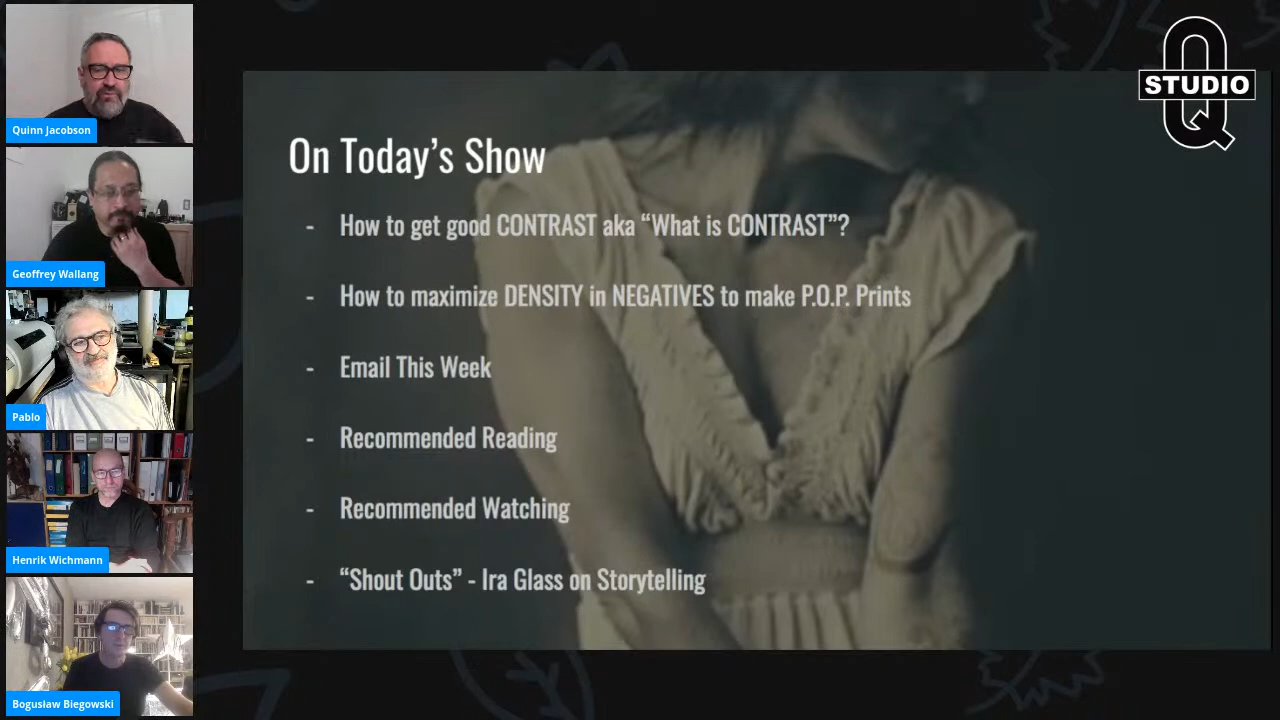 Quinn Jacobson
Geoffrey Wallang
Pablo
Henrik Wichmann
Bogusław Biegowski
STUDIO
Q
On Today’s Show
- How to get good CONTRAST aka “What is CONTRAST”?
- How to maximize DENSITY in NEGATIVES to make P.O.P. Prints
- Email This Week
- Recommended Reading
- Recommended Watching
- “Shout Outs” - Ira Glass on Storytelling